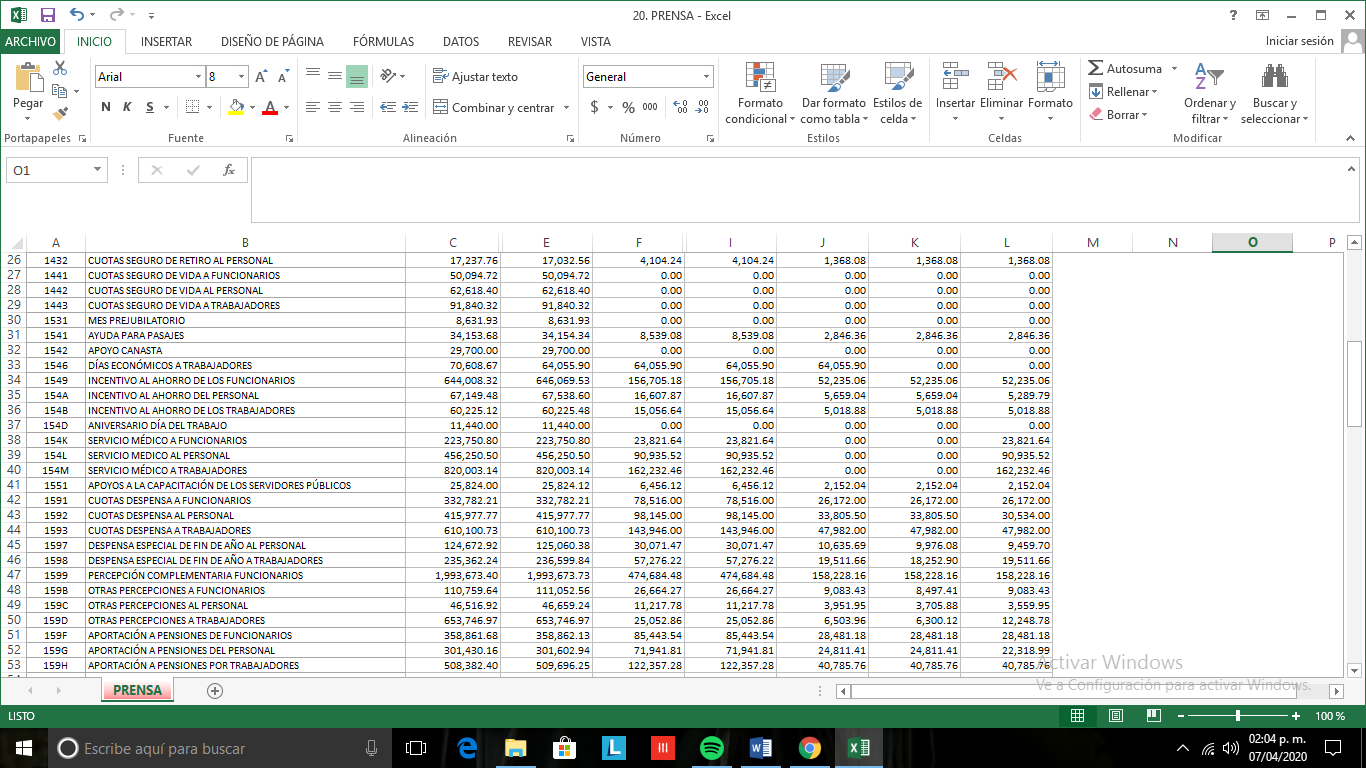 20. PRENSA - Excel
ARCHIVO INICIO INSERTAR DISEÑO DE PÁGINA FÓRMULAS DATOS REVISAR VISTA Iniciar sesión
Pegar
Portapapeles
Arial 8
N K S
Fuente
Ajustar texto
Combinar y centrar
Alineación
General
$ % 000
Número
Formato condicional
Dar formato como tabla
Estilos de celda
Estilos
Insertar Eliminar Formato
Celdas
Autosuma
Rellenar
Borrar
Ordenar y filtrar
Buscar y seleccionar
Modificar
O1 fx
A B C E F I J K L M N O P
26 1432 CUOTAS SEGURO DE RETIRO AL PERSONAL 17,237.76 17,032.56 4,104.24 4,104.24 1,368.08 1,368.08 1,368.08
27 1441 CUOTAS SEGURO DE VIDA A FUNCIONARIOS 50,094.72 50,094.72 0.00 0.00 0.00 0.00 0.00
28 1442 CUOTAS SEGURO DE VIDA AL PERSONAL 62,618.40 62,618.40 0.00 0.00 0.00 0.00 0.00
29 1443 CUOTAS SEGURO DE VIDA A TRABAJADORES 91,840.32 91,840.32 0.00 0.00 0.00 0.00 0.00
30 1531 MES PREJUBILATORIO 8,631.93 8,631.93 0.00 0.00 0.00 0.00 0.00
31 1541 AYUDA PARA PASAJES 34,153.68 34,154.34 8,539.08 8,539.08 2,846.36 2,846.36 2,846.36
32 1542 APOYO CANASTA 29,700.00 29,700.00 0.00 0.00 0.00 0.00 0.00
33 1546 DÍAS ECONÓMICOS A TRABAJADORES 70,608.67 64,055.90 64,055.90 64,055.90 64,055.90 0.00 0.00
34 1549 INCENTIVO AL AHORRO DE LOS FUNCIONARIOS 644,008.32 646,069.53 156,705.18 156,705.18 52,235.06 52,235.06 52,235.06
35 154A INCENTIVO AL AHORRO DEL PERSONAL 67,149.48 67,538.60 16,607.87 16,607.87 5,659.04 5,659.04 5,289.79
36 154B INCENTIVO AL AHORRO DE LOS TRABAJADORES 60,225.12 60,225.48 15,056.64 15,056.64 5,018.88 5,018.88 5,018.88
37 154D ANIVERSARIO DÍA DEL TRABAJO 11,440.00 11,440.00 0.00 0.00 0.00 0.00 0.00
38 154K SERVICIO MÉDICO A FUNCIONARIOS 223,750.80 223,750.80 23,821.64 23,821.64 0.00 0.00 23,821.64
39 154L SERVICIO MEDICO AL PERSONAL 456,250.50 456,250.50 90,935.52 90,935.52 0.00 0.00 90,935.52
40 154M SERVICIO MÉDICO A TRABAJADORES 820,003.14 820,003.14 162,232.46 162,232.46 0.00 0.00 162,232.46
41 1551 APOYOS A LA CAPACITACIÓN DE LOS SERVIDORES PÚBLICOS 25,824.00 25,824.12 6,456.12 6,456.12 2,152.04 2,152.04 2,152.04
42 1591 CUOTAS DESPENSA A FUNCIONARIOS 332,782.21 332,782.21 78,516.00 78,516.00 26,172.00 26,172.00 26,172.00
43 1592 CUOTAS DESPENSA AL PERSONAL 415,977.77 415,977.77 98,145.00 98,145.00 33,805.50 33,805.50 30,534.00
44 1593 CUOTAS DESPENSA A TRABAJADORES 610,100.73 610,100.73 143,946.00 143,946.00 47,982.00 47,982.00 47,982.00
45 1597 DESPENSA ESPECIAL DE FIN DE AÑO AL PERSONAL 124,672.92 125,060.38 30,071.47 30,071.47 10,635.69 9,976.08 9,459.70
46 1598 DESPENSA ESPECIAL DE FIN DE AÑO A TRABAJADORES 235,362.24 236,599.84 57,276.22 57,276.22 19,511.66 18,252.90 19,511.66
47 1599 PERCEPCIÓN COMPLEMENTARIA FUNCIONARIOS 1,993,673.40 1,993,673.73 474,684.48 474,684.48 158,228.16 158,228.16 158,228.16
48 159B OTRAS PERCEPCIONES A FUNCIONARIOS 110,759.64 111,052.56 26,664.27 26,664.27 9,083.43 8,497.41 9,083.43
49 159C OTRAS PERCEPCIONES AL PERSONAL 46,516.92 46,659.24 11,217.78 11,217.78 3,951.95 3,705.88 3,559.95
50 159D OTRAS PERCEPCIONES A TRABAJADORES 653,746.97 653,746.97 25,052.86 25,052.86 6,503.96 6,300.12 12,248.78
51 159F APORTACIÓN A PENSIONES DE FUNCIONARIOS 358,861.68 358,862.13 85,443.54 85,443.54 28,481.18 28,481.18 28,481.18
52 159G APORTACIÓN A PENSIONES DEL PERSONAL 301,430.16 301,602.94 71,941.81 71,941.81 24,811.41 24,811.41 22,318.99
53 159H APORTACIÓN A PENSIONES POR TRABAJADORES 508,382.40 509,696.25 122,357.28 122,357.28 40,785.76 40,785.76 40,785.76
Activar Windows
Ve a Configuración para activar Windows.
PRENSA
LISTO 100 %
Escribe aquí para buscar
02:04 p. m.
07/04/2020